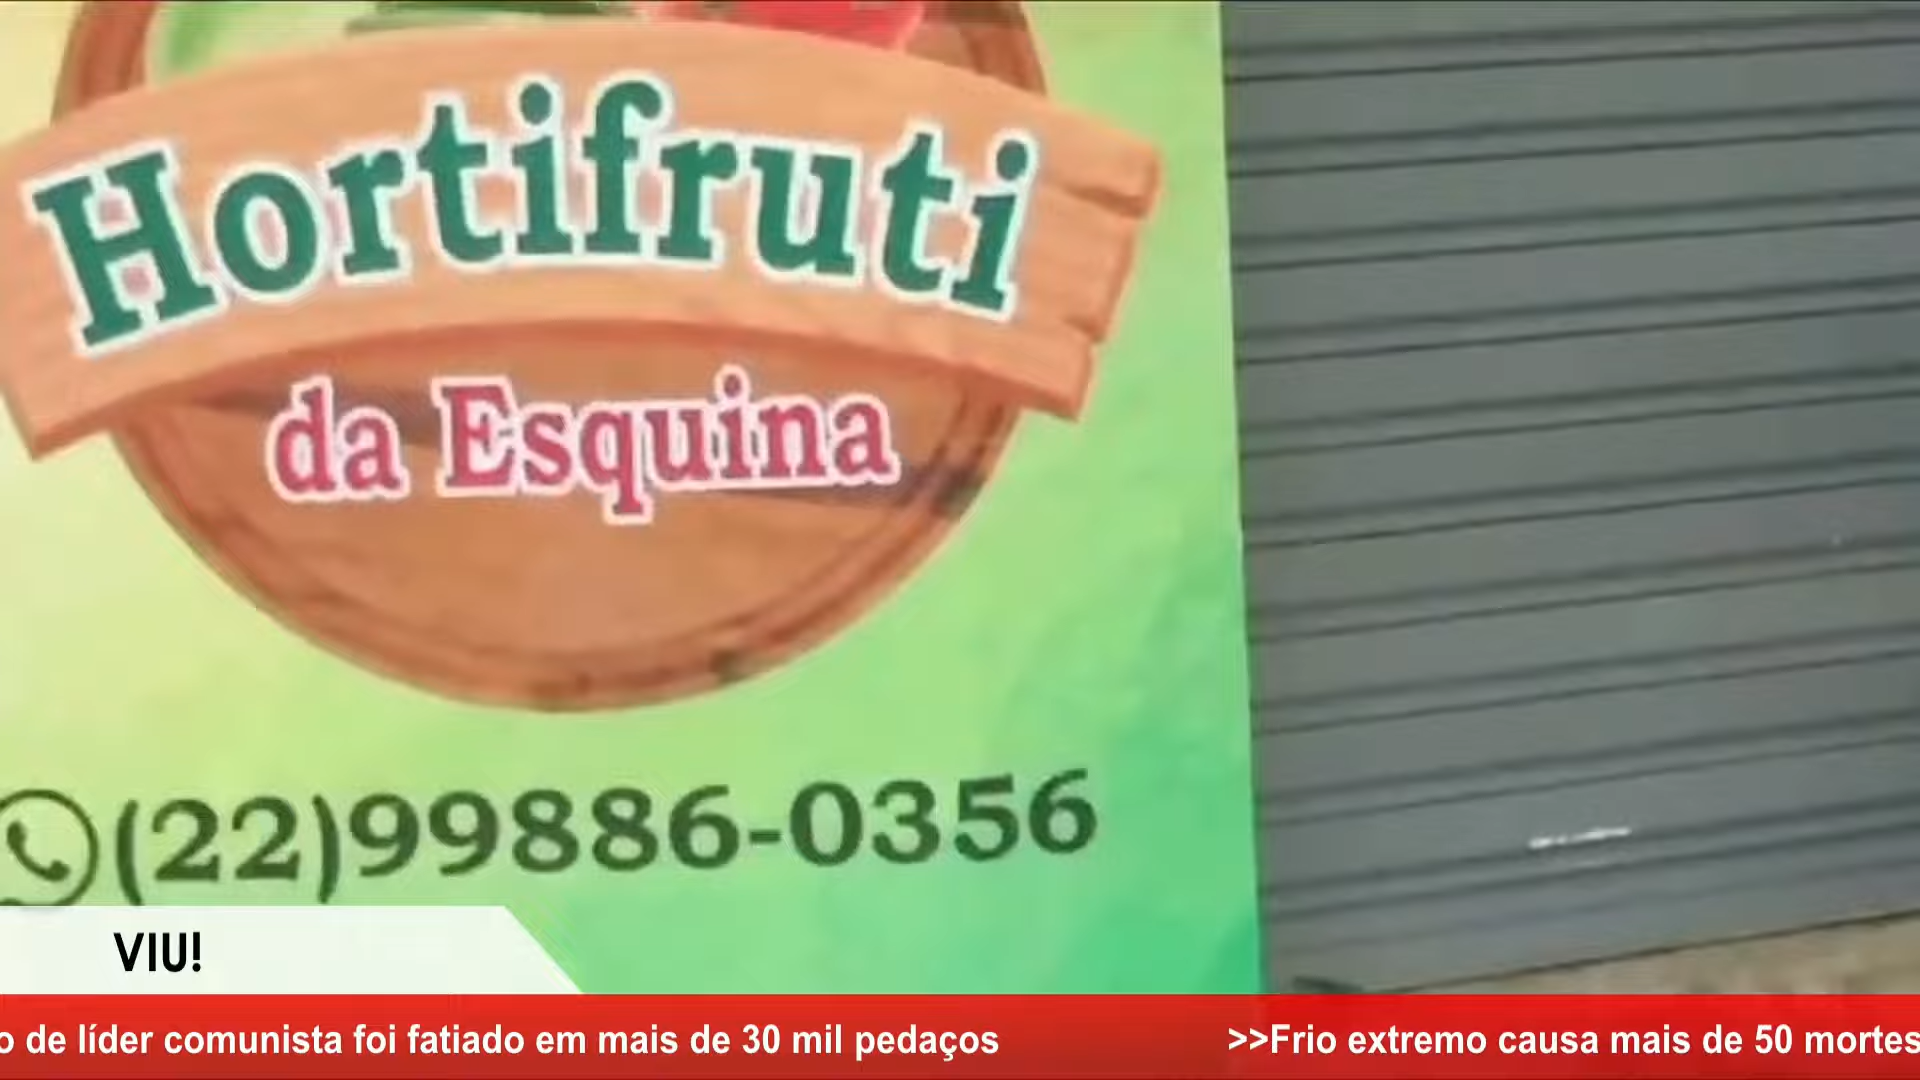 Hortifruti
da Esquina
(22)99886-0356
VIU!
o de líder comunista foi fatiado em mais de 30 mil pedaços
>>Frio extremo causa mais de 50 mortes